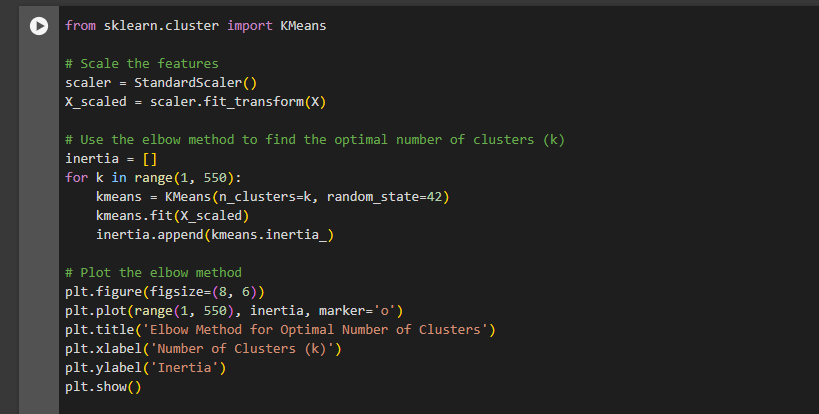 from sklearn.cluster import KMeans
# Scale the features
scaler = StandardScaler()
X_scaled = scaler.fit_transform(X)
# Use the elbow method to find the optimal number of clusters (k)
inertia = []
for k in range(1, 550):
    kmeans = KMeans(n_clusters=k, random_state=42)
    kmeans.fit(X_scaled)
    inertia.append(kmeans.inertia_)
# Plot the elbow method
plt.figure(figsize=(8, 6))
plt.plot(range(1, 550), inertia, marker='o')
plt.title('Elbow Method for Optimal Number of Clusters')
plt.xlabel('Number of Clusters (k)')
plt.ylabel('Inertia')
plt.show()